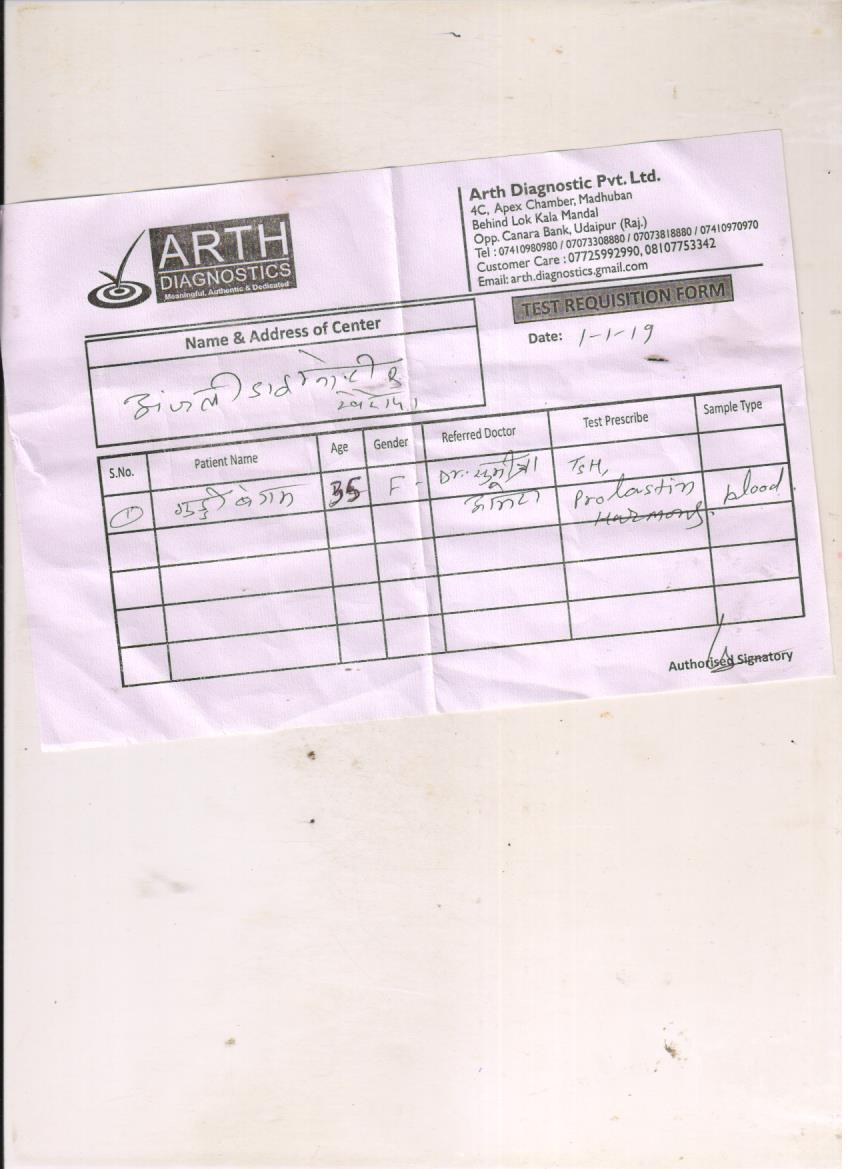 ARTH
DIAGNOSTICS
Meaningful, Authentic & Dedicated
Arth Diagnostic Pvt. Ltd.
4C, Apex Chamber, Madhuban
Behind Lok Kala Mandal
Opp. Canara Bank, Udaipur (Raj.)
Tel : 07410980980 / 07073308880 / 07073818880 / 07410970970
Customer Care : 07725992990, 08107753342
Email: arth.diagnostics.gmail.com
TEST REQUISITION FORM
Date: 1-1-19
Name & Address of Center
S.No. Patient Name Age Gender Referred Doctor Test Prescribe Sample Type
1 35 F Dr. TSH,
Prolastin blood
Harmons.
Authorised Signatory